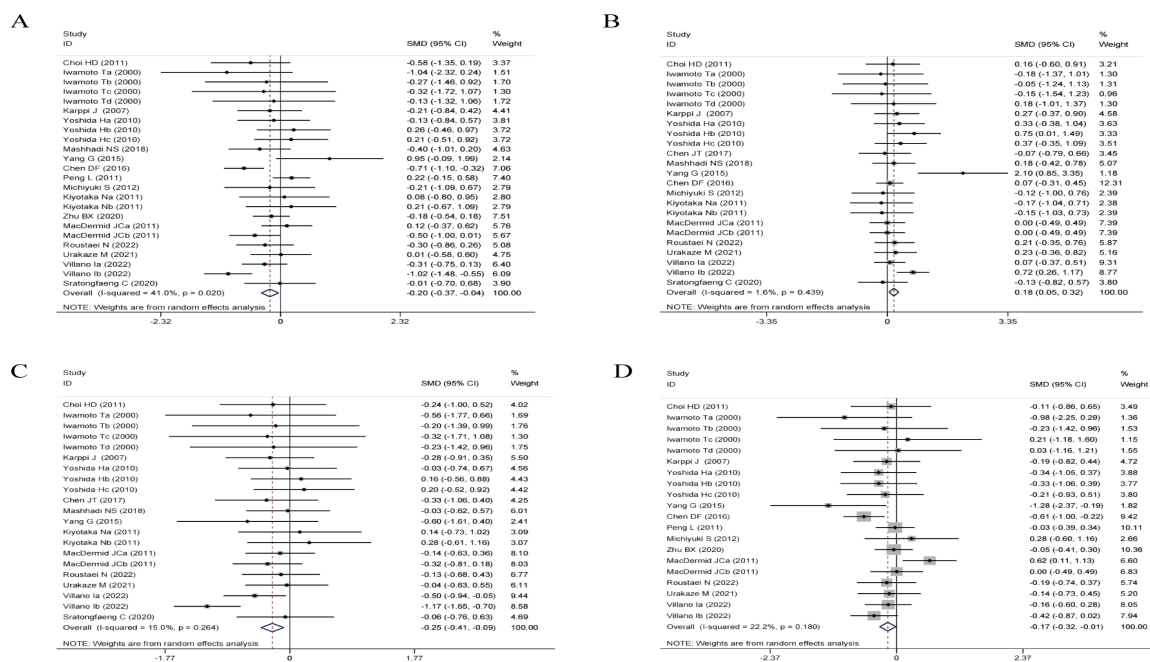 A
Study
%
ID
SMD (95% CI)
Weight
Choi HD (2011)
-0.58 (-1.35, 0.19)
3.37
Iwamoto Ta (2000)
-1.04 (-2.32, 0.24)
1.51
Iwamoto Tb (2000)
-0.27 (-1.46, 0.92)
1.70
Iwamoto Tc (2000)
-0.32 (-1.72, 1.07)
1.30
Iwamoto Td (2000)
-0.13 (-1.32, 1.06)
1.72
Karppi J (2007)
-0.21 (-0.84, 0.42)
4.41
Yoshida Ha (2010)
-0.13 (-0.84, 0.57)
3.81
Yoshida Hb (2010)
0.26 (-0.46, 0.97)
3.72
Yoshida Hc (2010)
0.21 (-0.51, 0.92)
3.72
Mashhadi NS (2018)
-0.40 (-1.01, 0.20)
4.63
Yang G (2015)
0.95 (-0.09, 1.99)
2.14
Chen DF (2016)
-0.71 (-1.10, -0.32)
7.06
Peng L (2011)
0.22 (-0.15, 0.58)
7.40
Michiyuki S (2012)
-0.21 (-1.09, 0.67)
2.79
Kiyotaka Na (2011)
0.08 (-0.80, 0.95)
2.80
Kiyotaka Nb (2011)
0.21 (-0.67, 1.09)
2.79
Zhu BX (2020)
-0.18 (-0.54, 0.18)
7.51
MacDermid JCa (2011)
0.12 (-0.37, 0.62)
5.76
MacDermid JCb (2011)
-0.50 (-1.00, 0.01)
5.67
Roustaei N (2022)
-0.30 (-0.86, 0.26)
5.08
Urakaze M (2021)
0.01 (-0.58, 0.60)
4.75
Villano Ia (2022)
-0.31 (-0.75, 0.13)
6.40
Villano Ib (2022)
-1.02 (-1.48, -0.55)
6.09
Sratongfaeng C (2020)
-0.01 (-0.70, 0.68)
3.90
Overall (I-squared = 41.0%, p = 0.020)
-0.20 (-0.37, -0.04)
100.00
NOTE: Weights are from random effects analysis
-2.32
0
2.32
B
Study
%
ID
SMD (95% CI)
Weight
Choi HD (2011)
0.16 (-0.60, 0.91)
3.21
Iwamoto Ta (2000)
-0.18 (-1.37, 1.01)
1.30
Iwamoto Tb (2000)
-0.05 (-1.24, 1.13)
1.31
Iwamoto Tc (2000)
-0.15 (-1.54, 1.23)
0.96
Iwamoto Td (2000)
0.18 (-1.01, 1.37)
1.30
Karppi J (2007)
0.27 (-0.37, 0.90)
4.58
Yoshida Ha (2010)
0.33 (-0.38, 1.04)
3.63
Yoshida Hb (2010)
0.75 (0.01, 1.49)
3.33
Yoshida Hc (2010)
0.37 (-0.35, 1.09)
3.51
Chen JT (2017)
-0.07 (-0.79, 0.66)
3.45
Mashhadi NS (2018)
0.18 (-0.42, 0.78)
5.07
Yang G (2015)
2.10 (0.85, 3.35)
1.18
Chen DF (2016)
0.07 (-0.31, 0.45)
12.31
Michiyuki S (2012)
-0.12 (-1.00, 0.76)
2.39
Kiyotaka Na (2011)
-0.17 (-1.04, 0.71)
2.38
Kiyotaka Nb (2011)
-0.15 (-1.03, 0.73)
2.39
MacDermid JCa (2011)
0.00 (-0.49, 0.49)
7.39
MacDermid JCb (2011)
0.00 (-0.49, 0.49)
7.39
Roustaei N (2022)
0.21 (-0.35, 0.76)
5.87
Urakaze M (2021)
0.23 (-0.36, 0.82)
5.16
Villano Ia (2022)
0.07 (-0.37, 0.51)
9.31
Villano Ib (2022)
0.72 (0.26, 1.17)
8.77
Sratongfaeng C (2020)
-0.13 (-0.82, 0.57)
3.80
Overall (I-squared = 1.6%, p = 0.439)
0.18 (0.05, 0.32)
100.00
NOTE: Weights are from random effects analysis
-3.35
0
3.35
C
Study
%
ID
SMD (95% CI)
Weight
Choi HD (2011)
-0.24 (-1.00, 0.52)
4.02
Iwamoto Ta (2000)
-0.56 (-1.77, 0.66)
1.69
Iwamoto Tb (2000)
-0.20 (-1.39, 0.99)
1.76
Iwamoto Tc (2000)
-0.32 (-1.71, 1.08)
1.30
Iwamoto Td (2000)
-0.23 (-1.42, 0.96)
1.75
Karppi J (2007)
-0.28 (-0.91, 0.35)
5.50
Yoshida Ha (2010)
-0.03 (-0.74, 0.67)
4.56
Yoshida Hb (2010)
0.16 (-0.56, 0.88)
4.43
Yoshida Hc (2010)
0.20 (-0.52, 0.92)
4.42
Chen JT (2017)
-0.33 (-1.06, 0.40)
4.25
Mashhadi NS (2018)
-0.03 (-0.62, 0.57)
6.01
Yang G (2015)
-0.60 (-1.61, 0.40)
2.41
Kiyotaka Na (2011)
0.14 (-0.73, 1.02)
3.09
Kiyotaka Nb (2011)
0.28 (-0.61, 1.16)
3.07
MacDermid JCa (2011)
-0.14 (-0.63, 0.36)
8.10
MacDermid JCb (2011)
-0.32 (-0.81, 0.18)
8.03
Roustaei N (2022)
-0.13 (-0.68, 0.43)
6.77
Urakaze M (2021)
-0.04 (-0.63, 0.55)
6.11
Villano Ia (2022)
-0.50 (-0.94, -0.05)
9.44
Villano Ib (2022)
-1.17 (-1.65, -0.70)
8.58
Sratongfaeng C (2020)
-0.06 (-0.76, 0.63)
4.69
Overall (I-squared = 15.0%, p = 0.264)
-0.25 (-0.41, -0.09)
100.00
NOTE: Weights are from random effects analysis
-1.77
0
1.77
D
Study
%
ID
SMD (95% CI)
Weight
Choi HD (2011)
-0.11 (-0.86, 0.65)
3.49
Iwamoto Ta (2000)
-0.98 (-2.25, 0.29)
1.36
Iwamoto Tb (2000)
-0.23 (-1.42, 0.96)
1.53
Iwamoto Tc (2000)
0.21 (-1.18, 1.60)
1.15
Iwamoto Td (2000)
0.03 (-1.16, 1.21)
1.55
Karppi J (2007)
-0.19 (-0.82, 0.44)
4.72
Yoshida Ha (2010)
-0.34 (-1.05, 0.37)
3.88
Yoshida Hb (2010)
-0.33 (-1.06, 0.39)
3.77
Yoshida Hc (2010)
-0.21 (-0.93, 0.51)
3.80
Yang G (2015)
-1.28 (-2.37, -0.19)
1.82
Chen DF (2016)
-0.61 (-1.00, -0.22)
9.42
Peng L (2011)
-0.03 (-0.39, 0.34)
10.11
Michiyuki S (2012)
0.28 (-0.60, 1.16)
2.66
Zhu BX (2020)
-0.05 (-0.41, 0.30)
10.36
MacDermid JCa (2011)
0.62 (0.11, 1.13)
6.60
MacDermid JCb (2011)
0.00 (-0.49, 0.49)
6.83
Roustaei N (2022)
-0.19 (-0.74, 0.37)
5.74
Urakaze M (2021)
-0.14 (-0.73, 0.45)
5.20
Villano Ia (2022)
-0.16 (-0.60, 0.28)
8.05
Villano Ib (2022)
-0.42 (-0.87, 0.02)
7.94
Overall (I-squared = 22.2%, p = 0.180)
-0.17 (-0.32, -0.01)
100.00
NOTE: Weights are from random effects analysis
-2.37
0
2.37